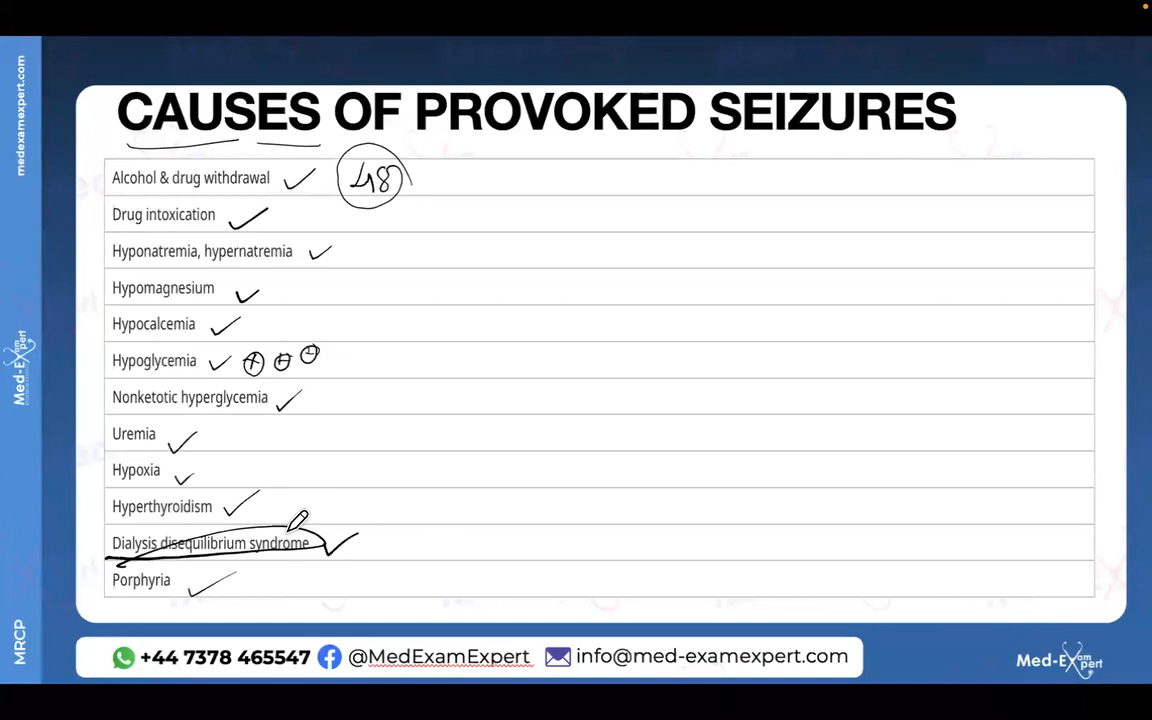 medexamexpert.com
CAUSES OF PROVOKED SEIZURES
Alcohol & drug withdrawal
Drug intoxication
Hyponatremia, hypernatremia
Hypomagnesium
Hypocalcemia
Hypoglycemia
Nonketotic hyperglycemia
Uremia
Hypoxia
Hyperthyroidism
Dialysis disequilibrium syndrome
Porphyria
Med-Exam Expert
MRCP
+44 7378 465547 @MedExamExpert info@med-examexpert.com
Med-Exam Expert